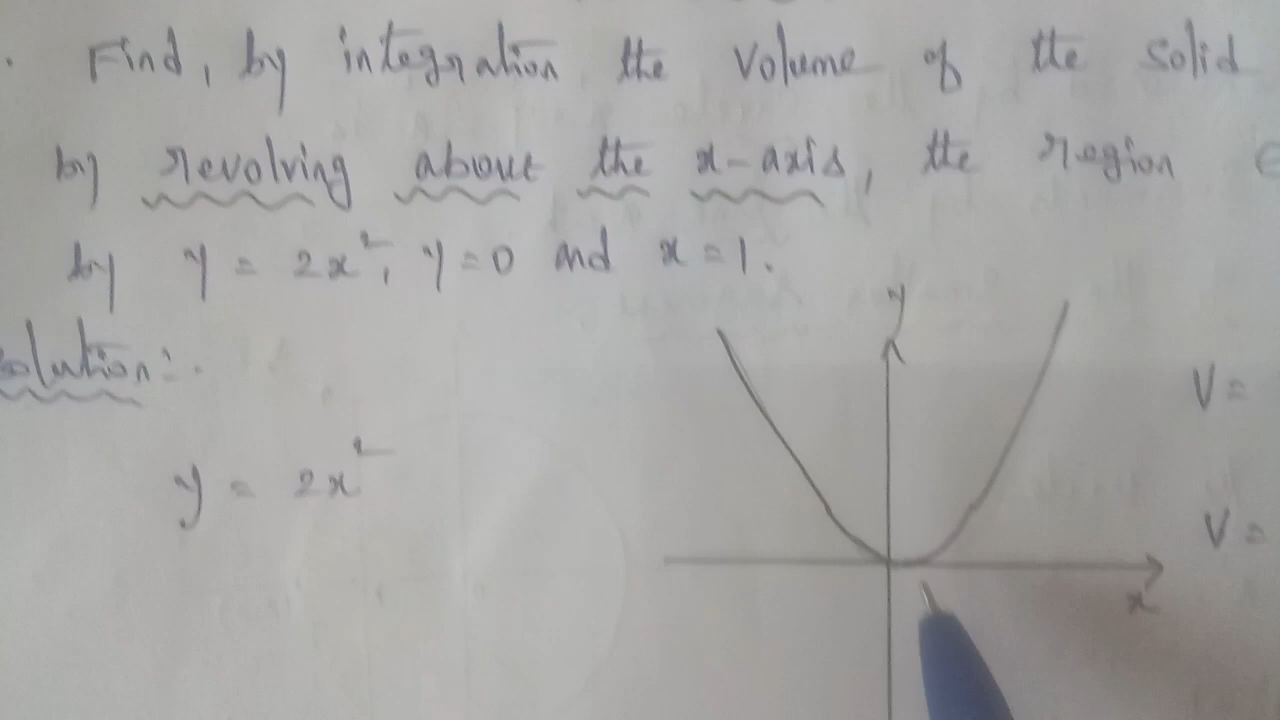 Find, by integration the volume of the solid
by revolving about the x-axis, the region
by y = 2x², y=0 and x=1.
solution:-
y
V =
y = 2x²
V =
x